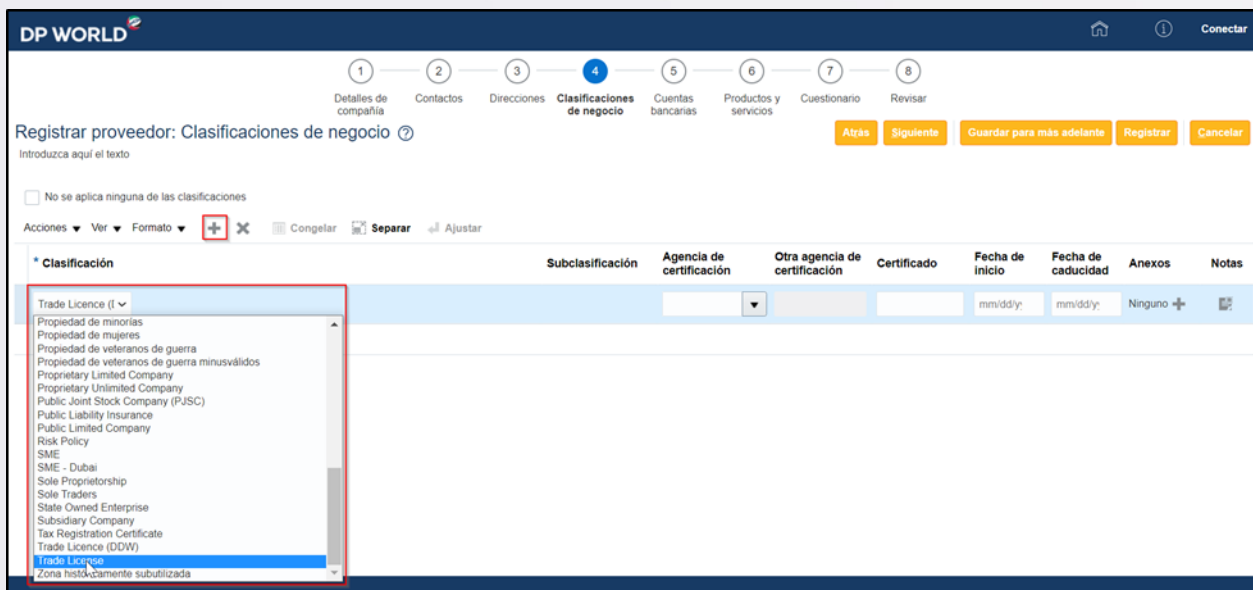 DP WORLD
Conectar
1 2 3 4 5 6 7 8
Detalles de compañía
Contactos
Direcciones
Clasificaciones de negocio
Cuentas bancarias
Productos y servicios
Cuestionario
Revisar
Registrar proveedor: Clasificaciones de negocio
Atrás Siguiente Guardar para más adelante Registrar Cancelar
Introduzca aquí el texto
No se aplica ninguna de las clasificaciones
Acciones Ver Formato Congelar Separar Ajustar
* Clasificación
Subclasificación
Agencia de certificación
Otra agencia de certificación
Certificado
Fecha de inicio
Fecha de caducidad
Anexos
Notas
Trade Licence (I
mm/dd/y
mm/dd/y
Ninguno
Propiedad de minorías
Propiedad de mujeres
Propiedad de veteranos de guerra
Propiedad de veteranos de guerra minusválidos
Proprietary Limited Company
Proprietary Unlimited Company
Public Joint Stock Company (PJSC)
Public Liability Insurance
Public Limited Company
Risk Policy
SME
SME - Dubai
Sole Proprietorship
Sole Traders
State Owned Enterprise
Subsidiary Company
Tax Registration Certificate
Trade Licence (DDW)
Trade License
Zona históricamente subutilizada